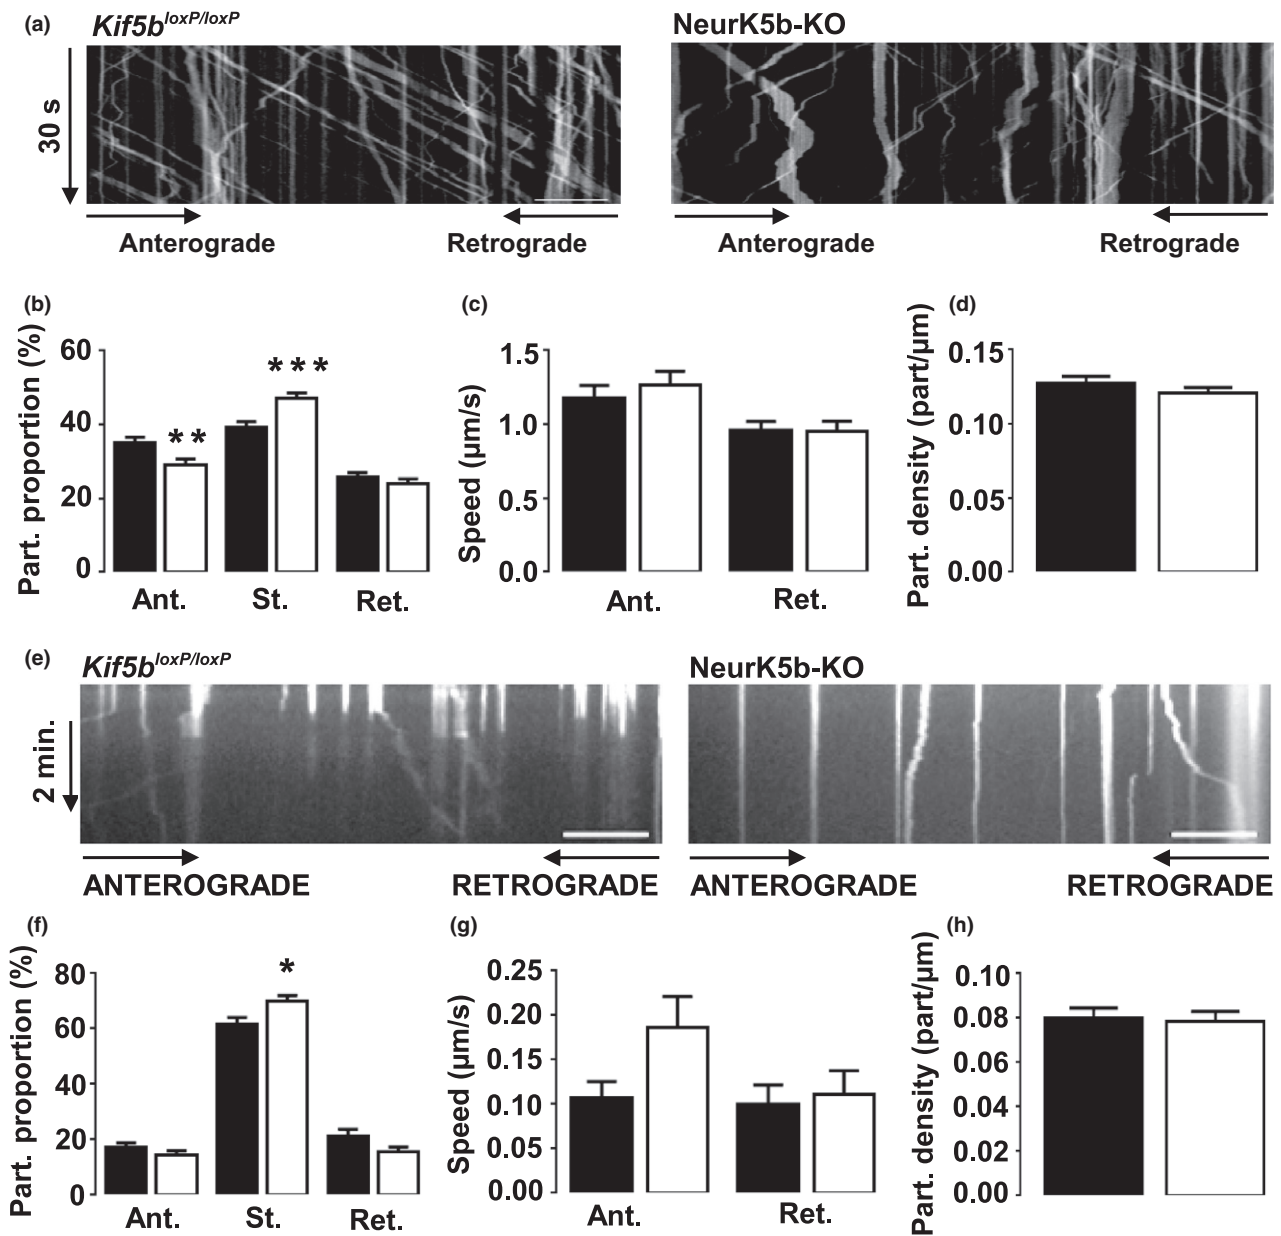 (a)
Kif5b loxP/loxP
NeurK5b-KO
30 s
Anterograde
Retrograde
Anterograde
Retrograde
(b)
Part. proportion (%)
60
40
20
0
**
***
Ant.
St.
Ret.
(c)
Speed (µm/s)
1.5
1.0
0.5
0.0
Ant.
Ret.
(d)
Part. density (part/µm)
0.15
0.10
0.05
0.00
(e)
Kif5b loxP/loxP
NeurK5b-KO
2 min.
ANTEROGRADE
RETROGRADE
ANTEROGRADE
RETROGRADE
(f)
Part. proportion (%)
80
60
40
20
0
*
Ant.
St.
Ret.
(g)
Speed (µm/s)
0.25
0.20
0.15
0.10
0.05
0.00
Ant.
Ret.
(h)
Part. density (part/µm)
0.10
0.08
0.06
0.04
0.02
0.00